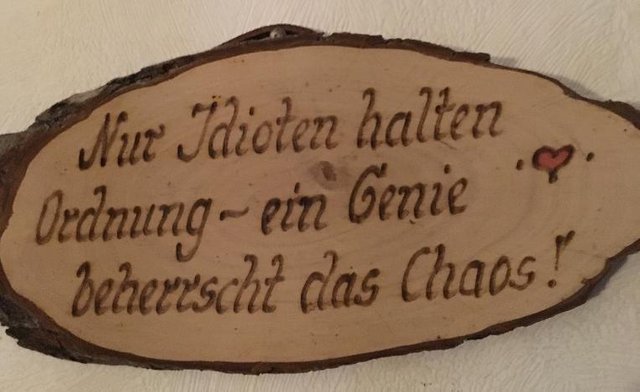 Nur Idioten halten
Ordnung ~ ein Genie
beherrscht das Chaos!